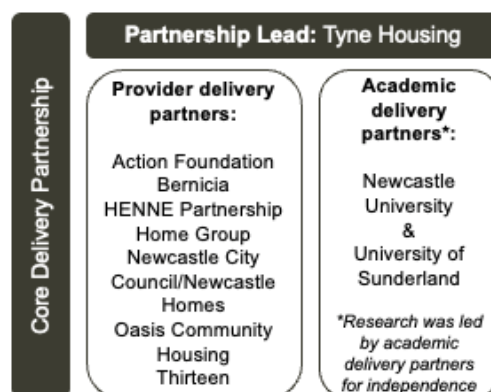 Core Delivery Partnership
Partnership Lead: Tyne Housing
Provider delivery
partners:
Action Foundation
Bernicia
HENNE Partnership
Home Group
Newcastle City
Council/Newcastle
Homes
Oasis Community
Housing
Thirteen
Academic
delivery
partners*:
Newcastle
University
&
University of
Sunderland
*Research was led
by academic
delivery partners
for independence